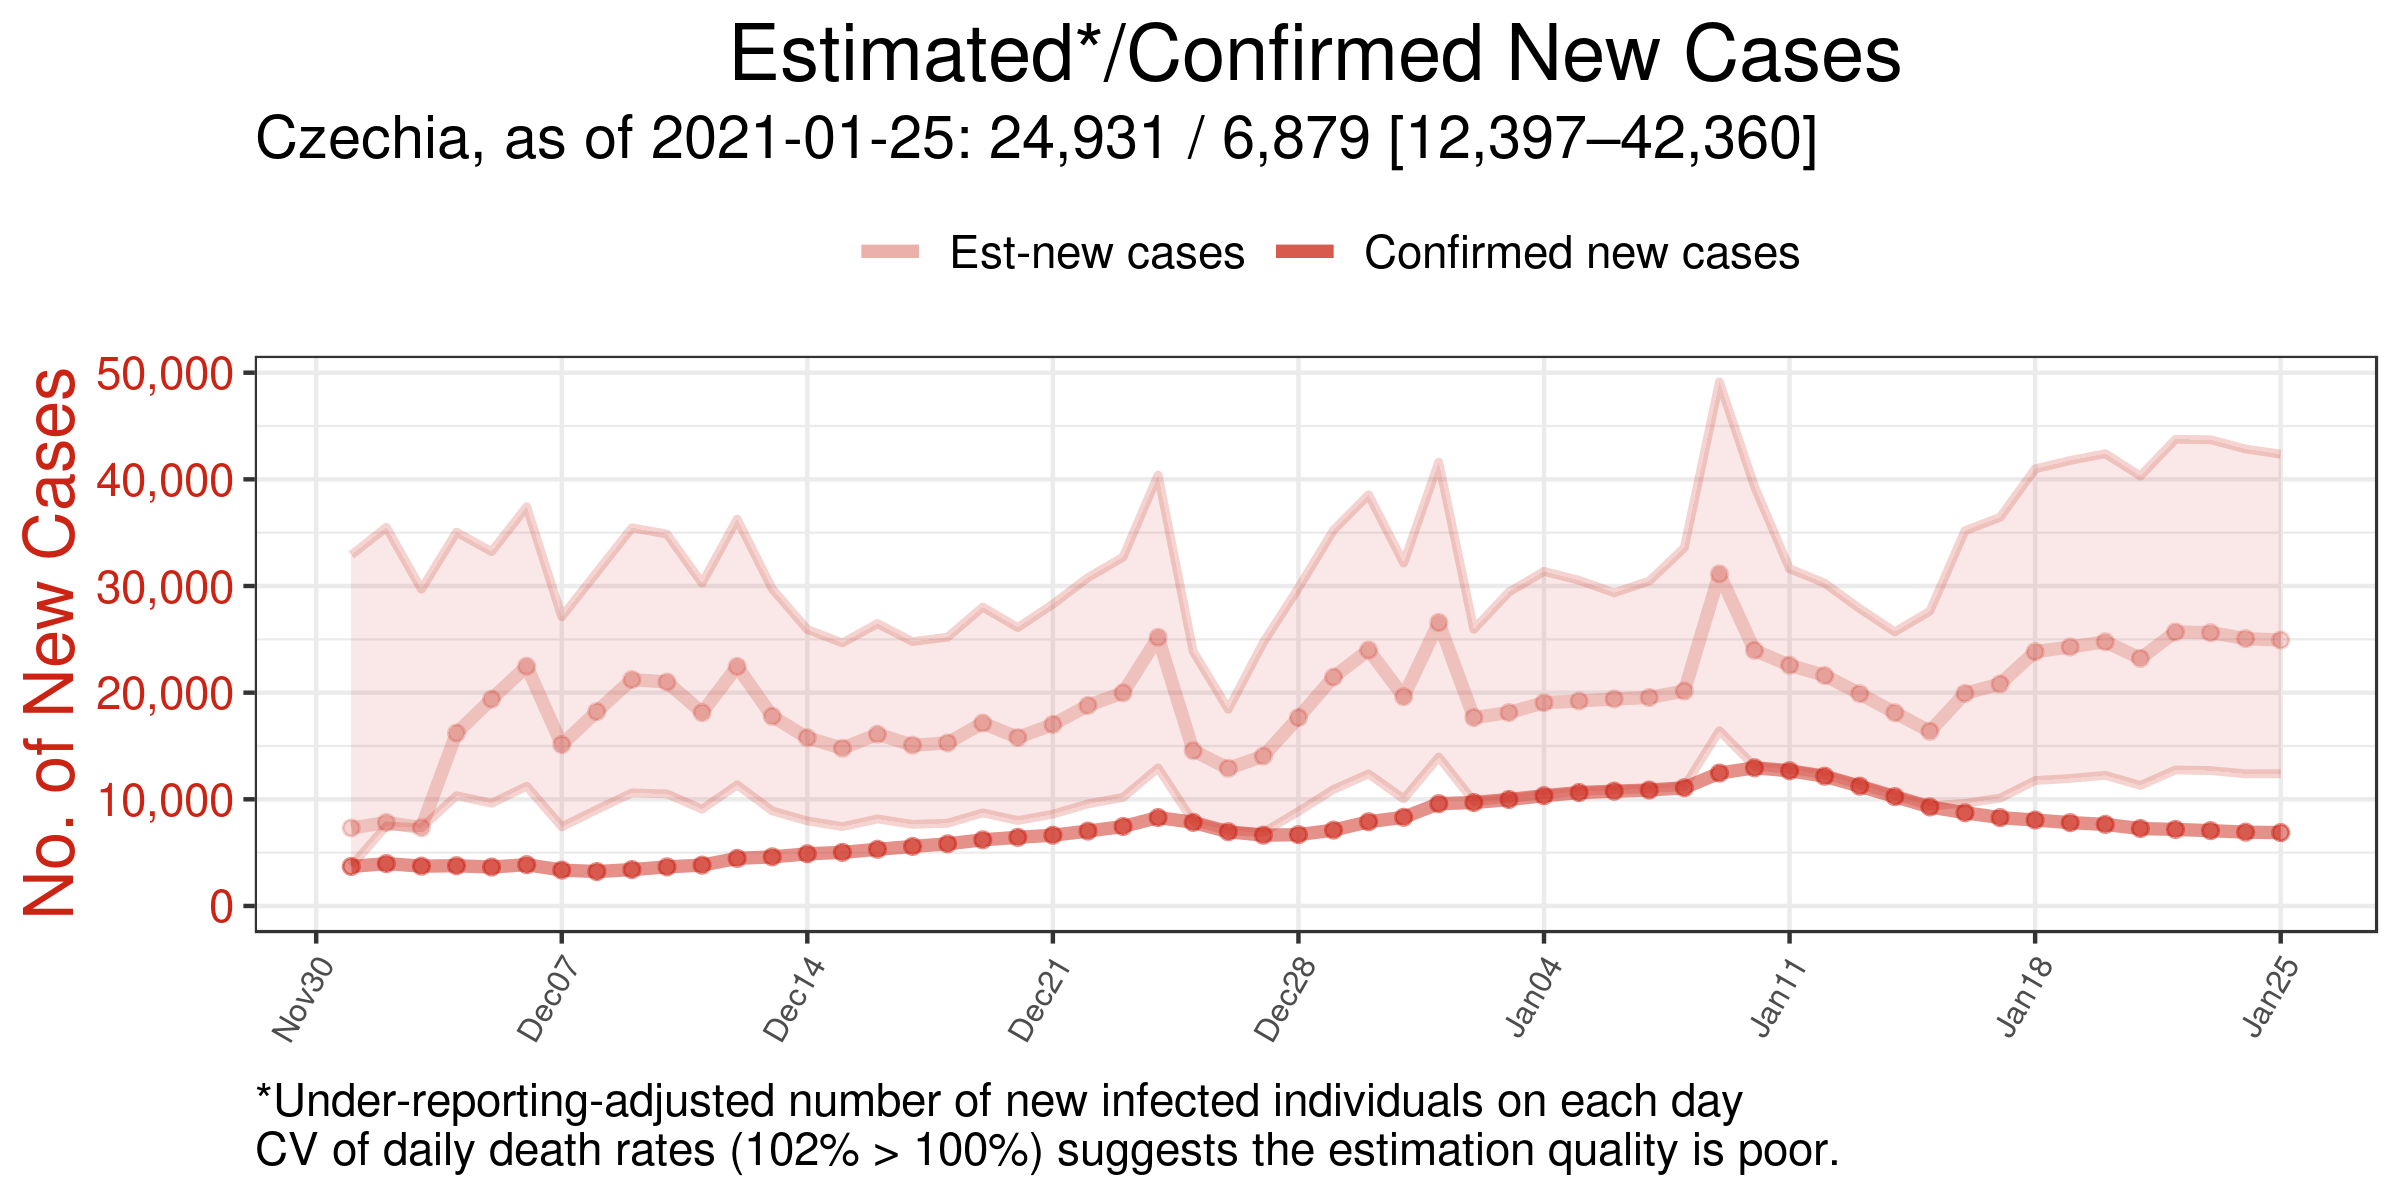 Estimated*/Confirmed New Cases
Czechia, as of 2021-01-25: 24,931 / 6,879 [12,397–42,360]
Est-new cases Confirmed new cases
No. of New Cases
50,000
40,000
30,000
20,000
10,000
0
Nov30 Dec07 Dec14 Dec21 Dec28 Jan04 Jan11 Jan18 Jan25
*Under-reporting-adjusted number of new infected individuals on each day
CV of daily death rates (102% > 100%) suggests the estimation quality is poor.